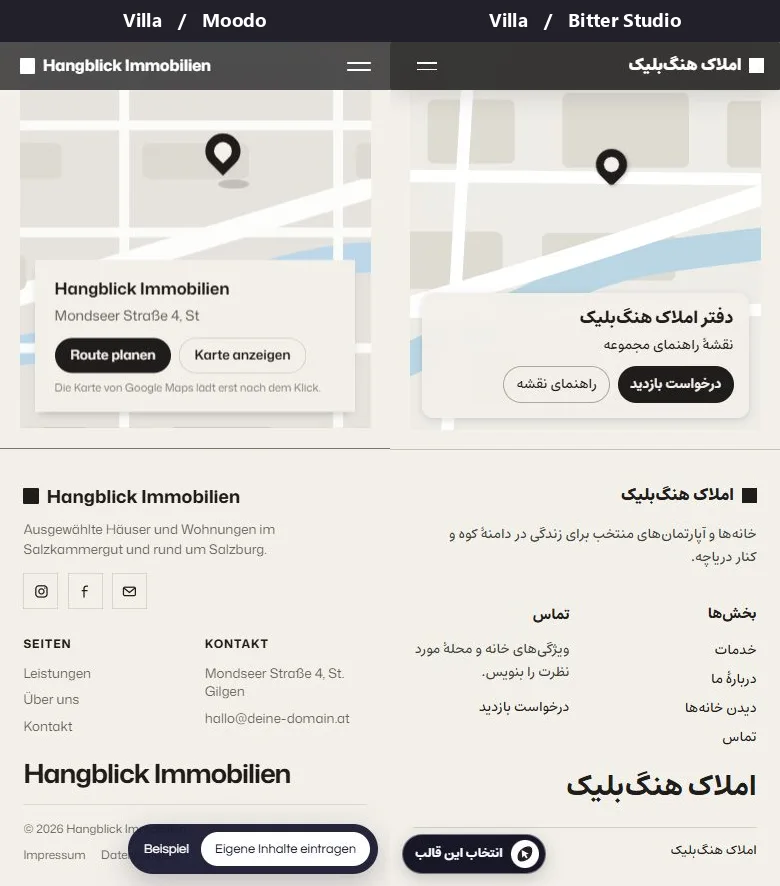 Villa / Moodo
Hangblick Immobilien
Hangblick Immobilien
Mondseer Straße 4, St
Route planen
Karte anzeigen
Die Karte von Google Maps lädt erst nach dem Klick.
Hangblick Immobilien
Ausgewählte Häuser und Wohnungen im
Salzkammergut und rund um Salzburg.
SEITEN
Leistungen
Über uns
Kontakt
KONTAKT
Mondseer Straße 4, St.
Gilgen
hallo@deine-domain.at
Hangblick Immobilien
© 2026 Hangblick
Impressum
Beispiel
Eigene Inhalte eintragen
Villa / Bitter Studio
املاک هنگ‌بلیک
دفتر املاک هنگ‌بلیک
نقشهٔ راهنمای مجموعه
درخواست بازدید
راهنمای نقشه
املاک هنگ‌بلیک
خانه‌ها و آپارتمان‌های منتخب برای زندگی در دامنهٔ کوه و
کنار دریاچه.
بخش‌ها
خدمات
دربارهٔ ما
دیدن خانه‌ها
تماس
تماس
ویژگی‌های خانه و محلهٔ مورد
نظرت را بنویس.
درخواست بازدید
املاک هنگ‌بلیک
املاک هنگ‌بلیک
انتخاب این قالب